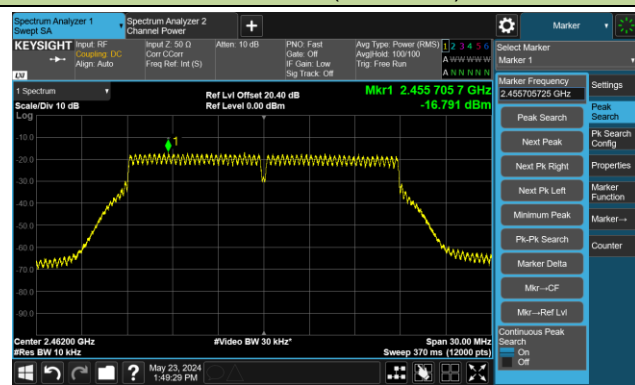 Spectrum Analyzer 1
Swept SA
Spectrum Analyzer 2
Channel Power
Marker
KEYSIGHT
Input: RF
Coupling: DC
Align: Auto
Input Z: 50 Ω
Corr CCorr
Freq Ref: Int (S)
Atten: 10 dB
PNO: Fast
Gate: Off
IF Gain: Low
Sig Track: Off
Avg Type: Power (RMS)
Avg|Hold: 100/100
Trig: Free Run
1 2 3 4 5 6
A W W W W W
A N N N N N
LXI
Select Marker
Marker 1
1 Spectrum
Scale/Div 10 dB
Log
Ref Lvl Offset 20.40 dB
Ref Level 0.00 dBm
Mkr1 2.455 705 7 GHz
-16.791 dBm
1
-10.0
-20.0
-30.0
-40.0
-50.0
-60.0
-70.0
-80.0
-90.0
Center 2.46200 GHz
#Res BW 10 kHz
#Video BW 30 kHz*
Span 30.00 MHz
Sweep 370 ms (12000 pts)
Marker Frequency
2.455705725 GHz
Peak Search
Next Peak
Next Pk Right
Next Pk Left
Minimum Peak
Pk-Pk Search
Marker Delta
Mkr→CF
Mkr→Ref Lvl
Continuous Peak
Search
On
Off
Settings
Peak
Search
Pk Search
Config
Properties
Marker
Function
Marker→
Counter
?
May 23, 2024
1:49:29 PM